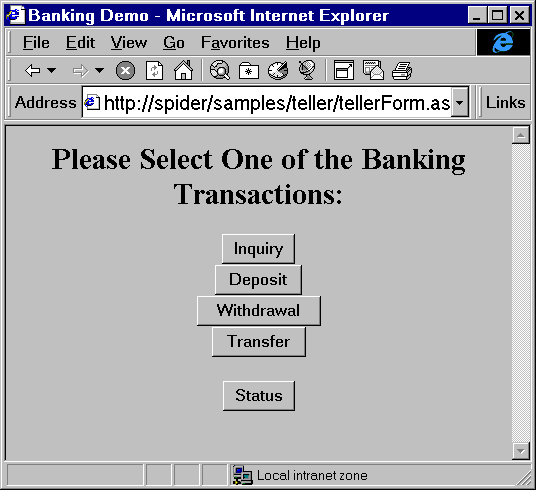 Banking Demo - Microsoft Internet Explorer
File Edit View Go Favorites Help
Address http://spider/samples/teller/tellerForm.as Links
Please Select One of the Banking
Transactions:
Inquiry
Deposit
Withdrawal
Transfer
Status
Local intranet zone